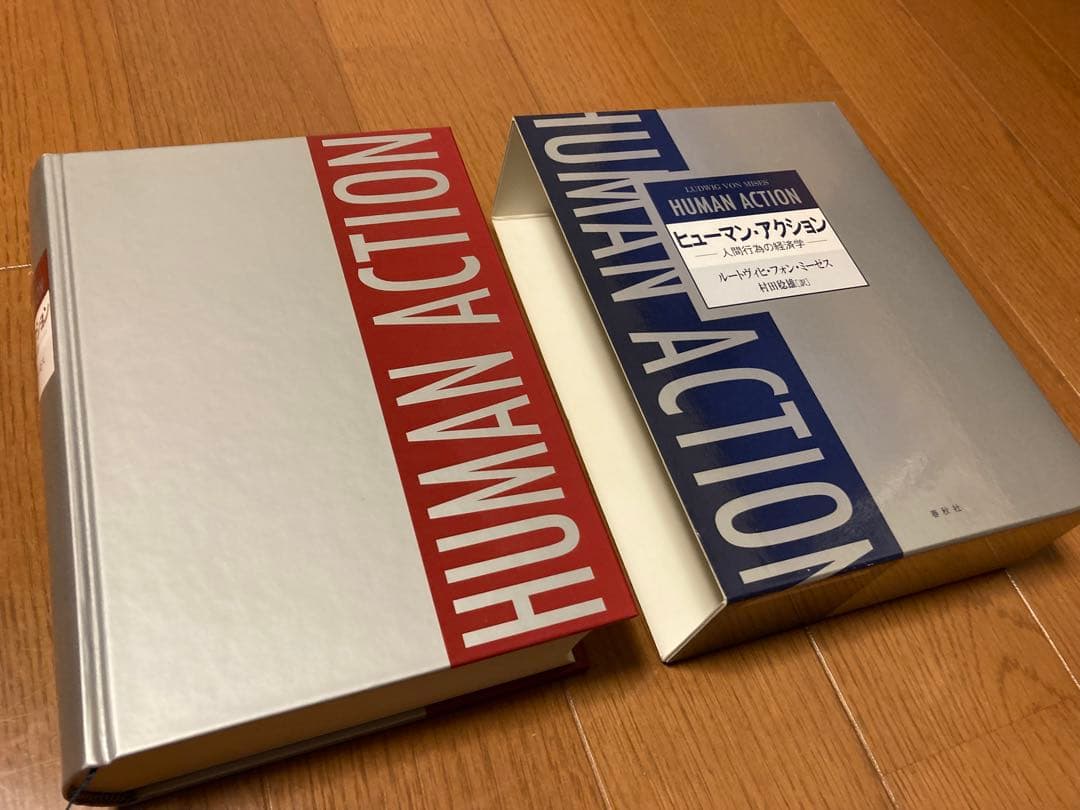 HUMAN ACTION
HUMAN ACTION
LUDWIG VON MISES
HUMAN ACTION
ヒューマン・アクション
人間行為の経済学
ルートヴィヒ・フォン・ミーゼス
村田稔雄[訳]
春秋社